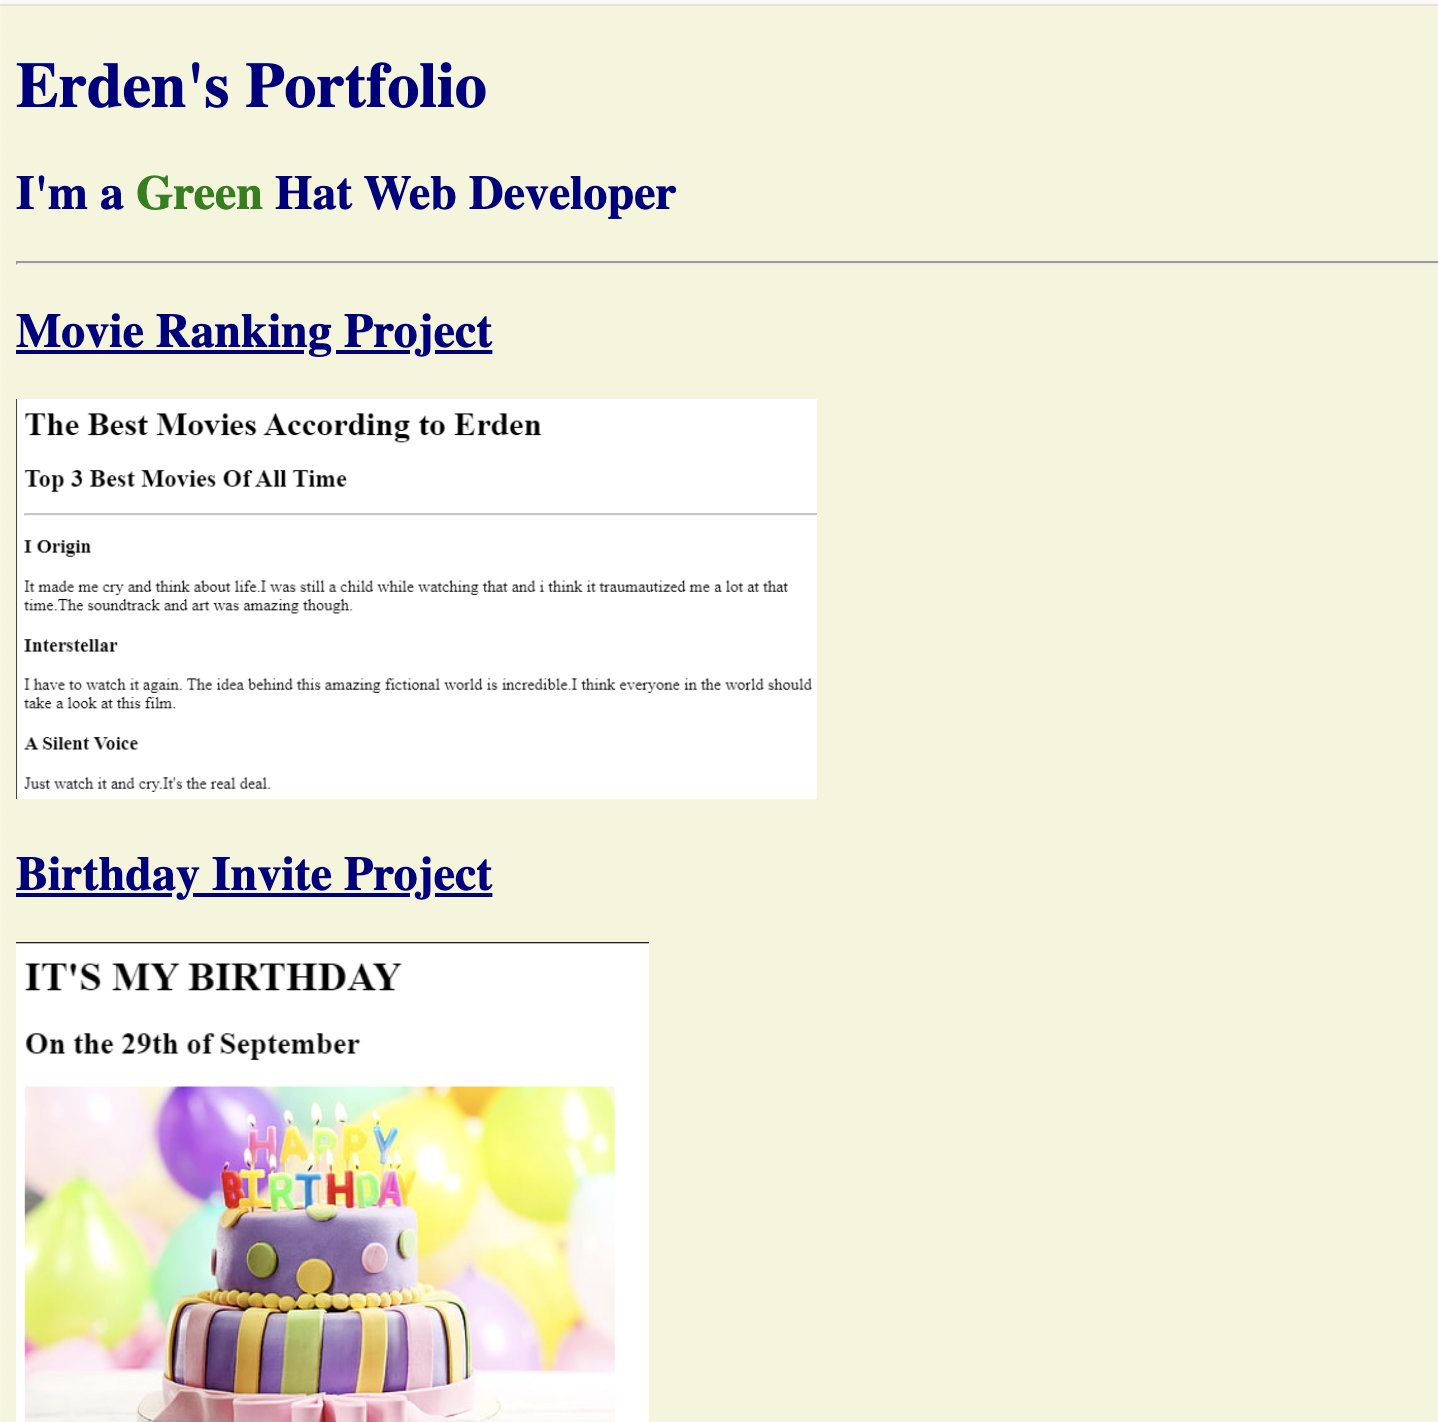 Erden's Portfolio
I'm a Green Hat Web Developer
Movie Ranking Project
The Best Movies According to Erden
Top 3 Best Movies Of All Time
I Origin
It made me cry and think about life.I was still a child while watching that and i think it traumautized me a lot at that
time.The soundtrack and art was amazing though.
Interstellar
I have to watch it again. The idea behind this amazing fictional world is incredible.I think everyone in the world should
take a look at this film.
A Silent Voice
Just watch it and cry.It's the real deal.
Birthday Invite Project
IT'S MY BIRTHDAY
On the 29th of September
HAPPY
BIRTHDAY